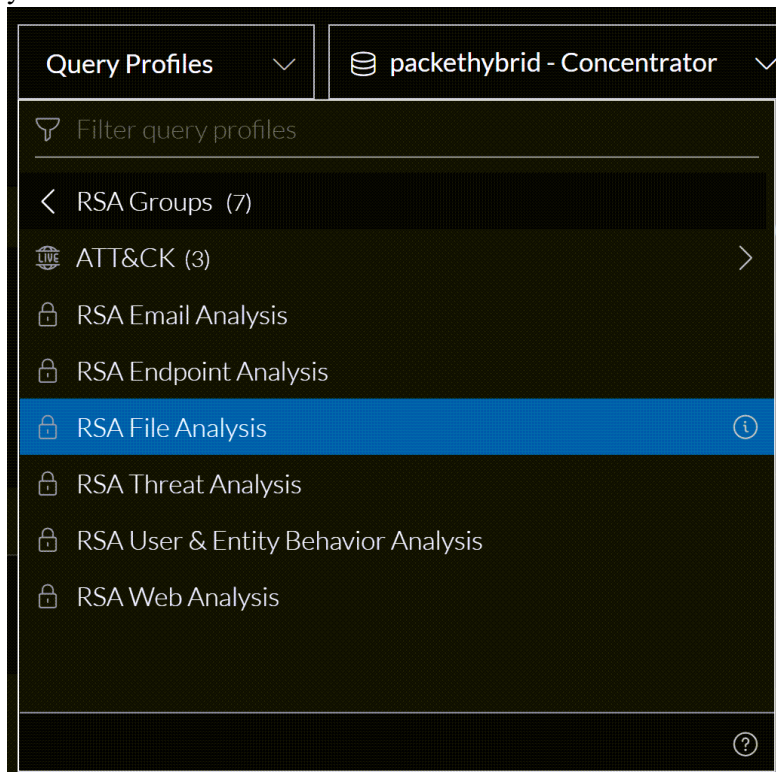 Query Profiles
packethybrid - Concentrator
Filter query profiles
RSA Groups (7)
LIVE
ATT&CK (3)
RSA Email Analysis
RSA Endpoint Analysis
RSA File Analysis
RSA Threat Analysis
RSA User & Entity Behavior Analysis
RSA Web Analysis